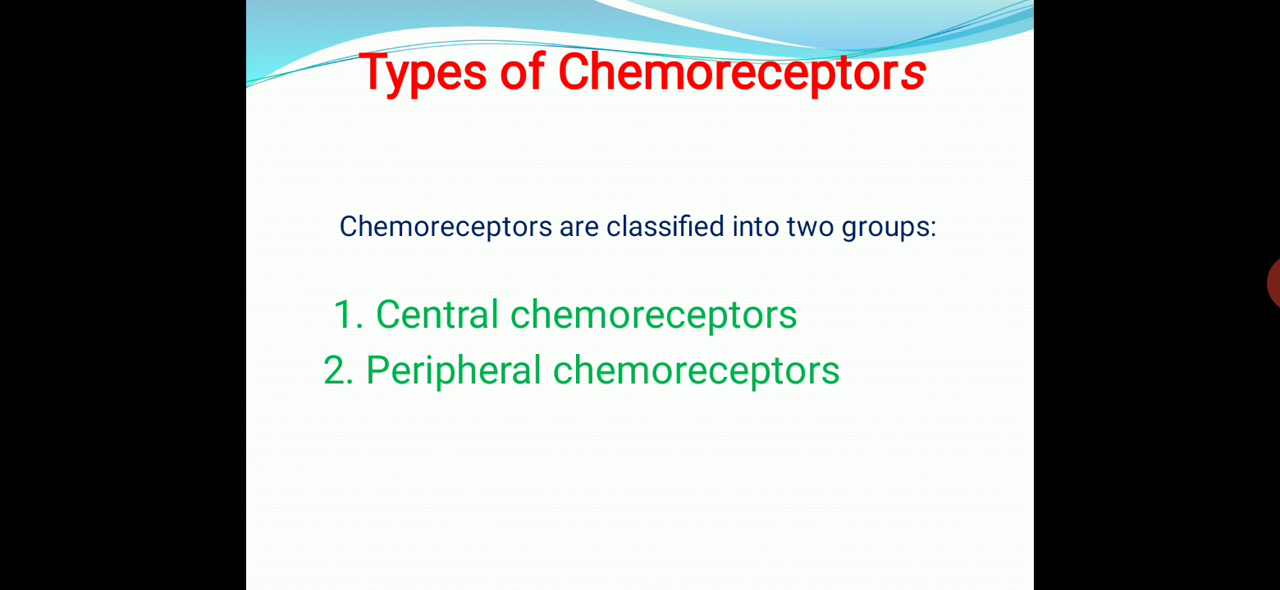 Types of Chemoreceptors
Chemoreceptors are classified into two groups:
1. Central chemoreceptors
2. Peripheral chemoreceptors